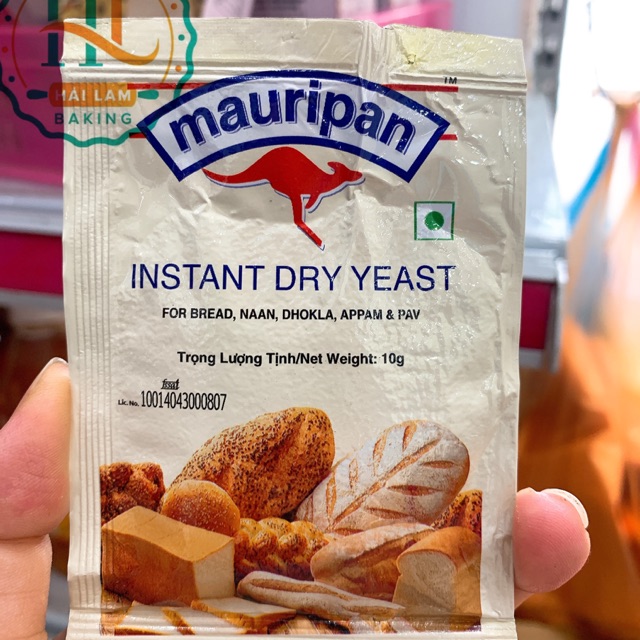 HẢI LAM
BAKING
mauripan
TM
INSTANT DRY YEAST
FOR BREAD, NAAN, DHOKLA, APPAM & PAV
Trọng Lượng Tịnh/Net Weight: 10g
fssai
Lic. No. 10014043000807